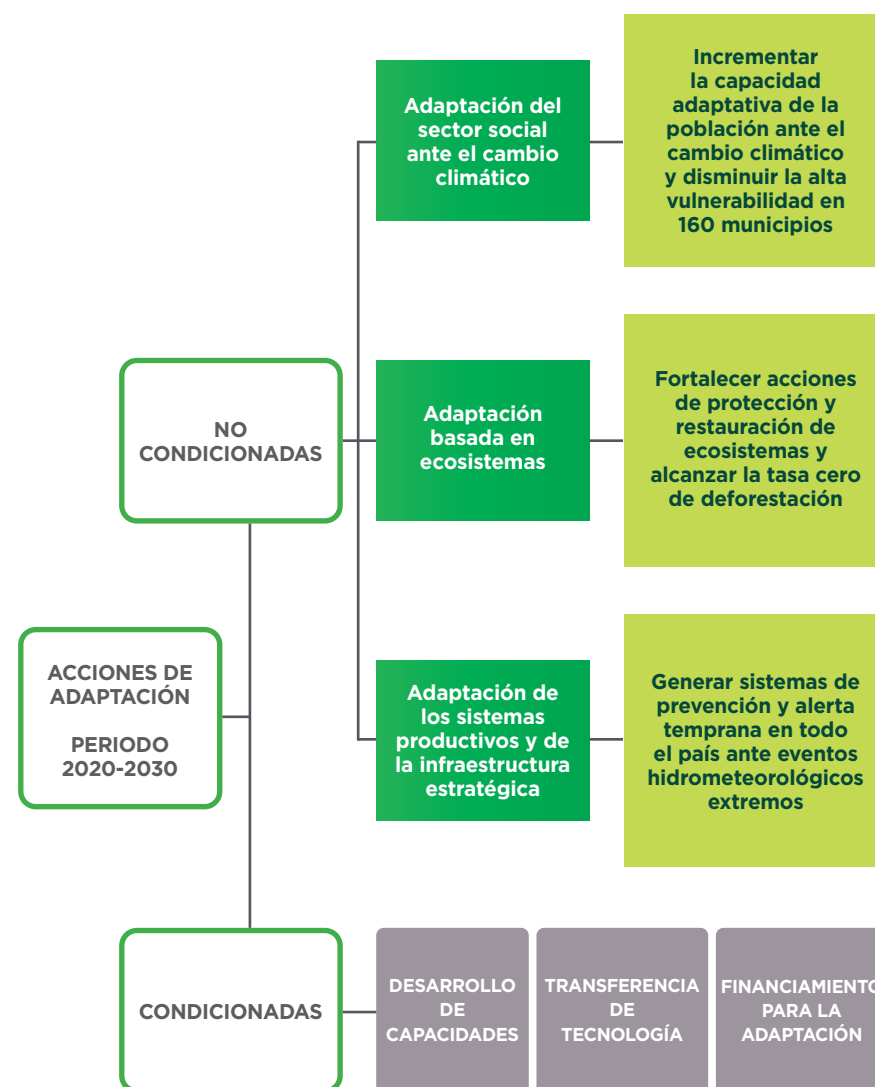 Incrementar
la capacidad
adaptativa de la
población ante el
cambio climático
y disminuir la alta
vulnerabilidad en
160 municipios
Adaptación del
sector social
ante el cambio
climático
Fortalecer acciones
de protección y
restauración de
ecosistemas y
alcanzar la tasa cero
de deforestación
Adaptación
basada en
ecosistemas
NO
CONDICIONADAS
ACCIONES DE
ADAPTACIÓN
PERIODO
2020-2030
Adaptación de
los sistemas
productivos y de
la infraestructura
estratégica
Generar sistemas de
prevención y alerta
temprana en todo
el país ante eventos
hidrometeorológicos
extremos
CONDICIONADAS
DESARROLLO
DE
CAPACIDADES
TRANSFERENCIA
DE
TECNOLOGÍA
FINANCIAMIENTO
PARA LA
ADAPTACIÓN